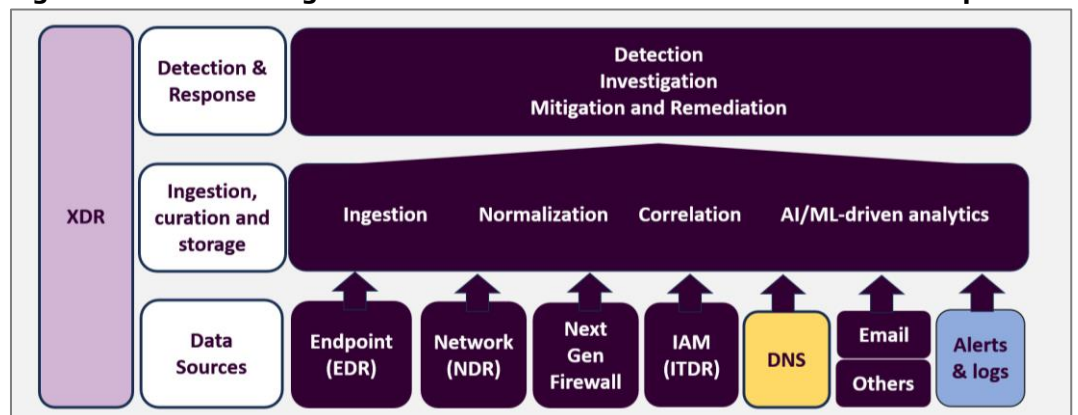 XDR
Detection &
Response
Detection
Investigation
Mitigation and Remediation
Ingestion,
curation and
storage
Ingestion
Normalization
Correlation
AI/ML-driven analytics
Data
Sources
Endpoint
(EDR)
Network
(NDR)
Next
Gen
Firewall
IAM
(ITDR)
DNS
Email
Others
Alerts
& logs